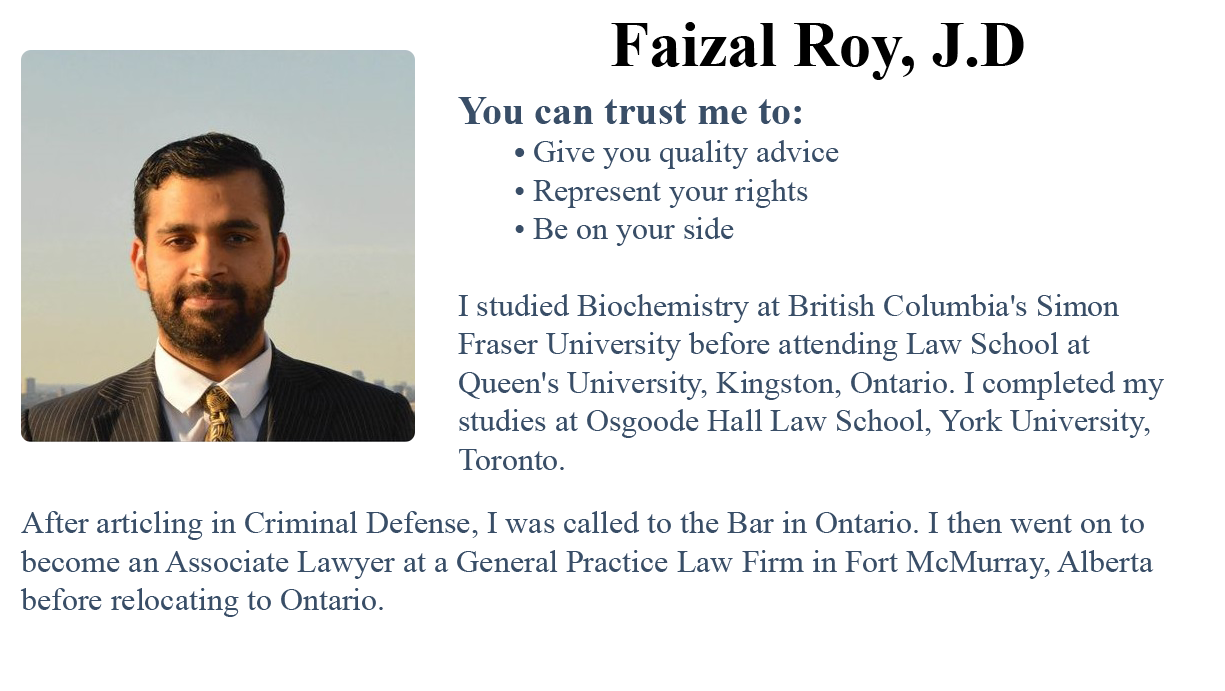 Faizal Roy, J.D
You can trust me to:
• Give you quality advice
• Represent your rights
• Be on your side
I studied Biochemistry at British Columbia's Simon
Fraser University before attending Law School at
Queen's University, Kingston, Ontario. I completed my
studies at Osgoode Hall Law School, York University,
Toronto.
After articling in Criminal Defense, I was called to the Bar in Ontario. I then went on to
become an Associate Lawyer at a General Practice Law Firm in Fort McMurray, Alberta
before relocating to Ontario.